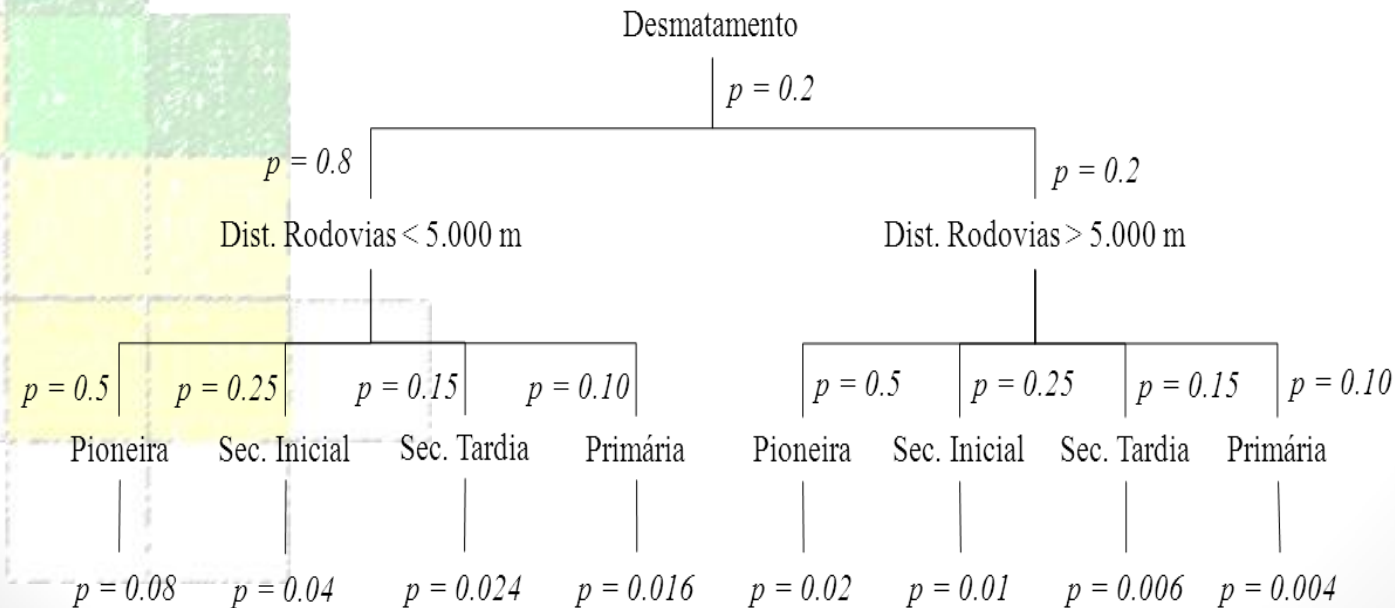 Desmatamento
p = 0.2
p = 0.8
p = 0.2
Dist. Rodovias < 5.000 m
Dist. Rodovias > 5.000 m
p = 0.5 p = 0.25 p = 0.15 p = 0.10 p = 0.5 p = 0.25 p = 0.15 p = 0.10
Pioneira Sec. Inicial Sec. Tardia Primária Pioneira Sec. Inicial Sec. Tardia Primária
p = 0.08 p = 0.04 p = 0.024 p = 0.016 p = 0.02 p = 0.01 p = 0.006 p = 0.004